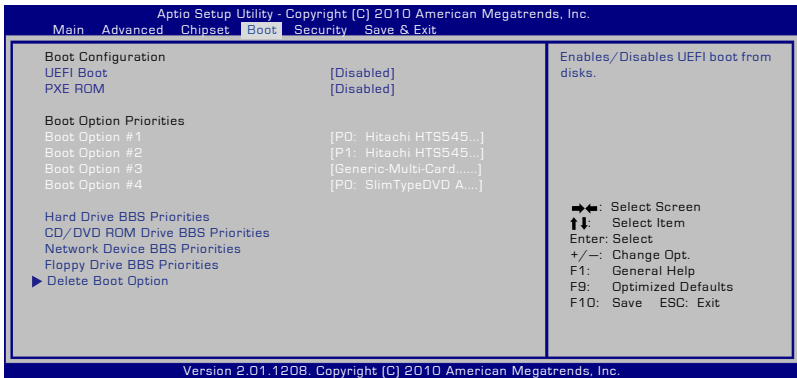 Aptio Setup Utility - Copyright (C) 2010 American Megatrends, Inc.
Main Advanced Chipset Boot Security Save & Exit
Boot Configuration
UEFI Boot [Disabled]
PXE ROM [Disabled]
Boot Option Priorities
Boot Option #1 [P0: Hitachi HTS545...]
Boot Option #2 [P1: Hitachi HTS545...]
Boot Option #3 [Generic-Multi-Card......]
Boot Option #4 [P0: SlimTypeDVD A....]
Hard Drive BBS Priorities
CD/DVD ROM Drive BBS Priorities
Network Device BBS Priorities
Floppy Drive BBS Priorities
Delete Boot Option
Enables/Disables UEFI boot from
disks.
→←: Select Screen
↑↓: Select Item
Enter: Select
+/—: Change Opt.
F1: General Help
F9: Optimized Defaults
F10: Save ESC: Exit
Version 2.01.1208. Copyright (C) 2010 American Megatrends, Inc.